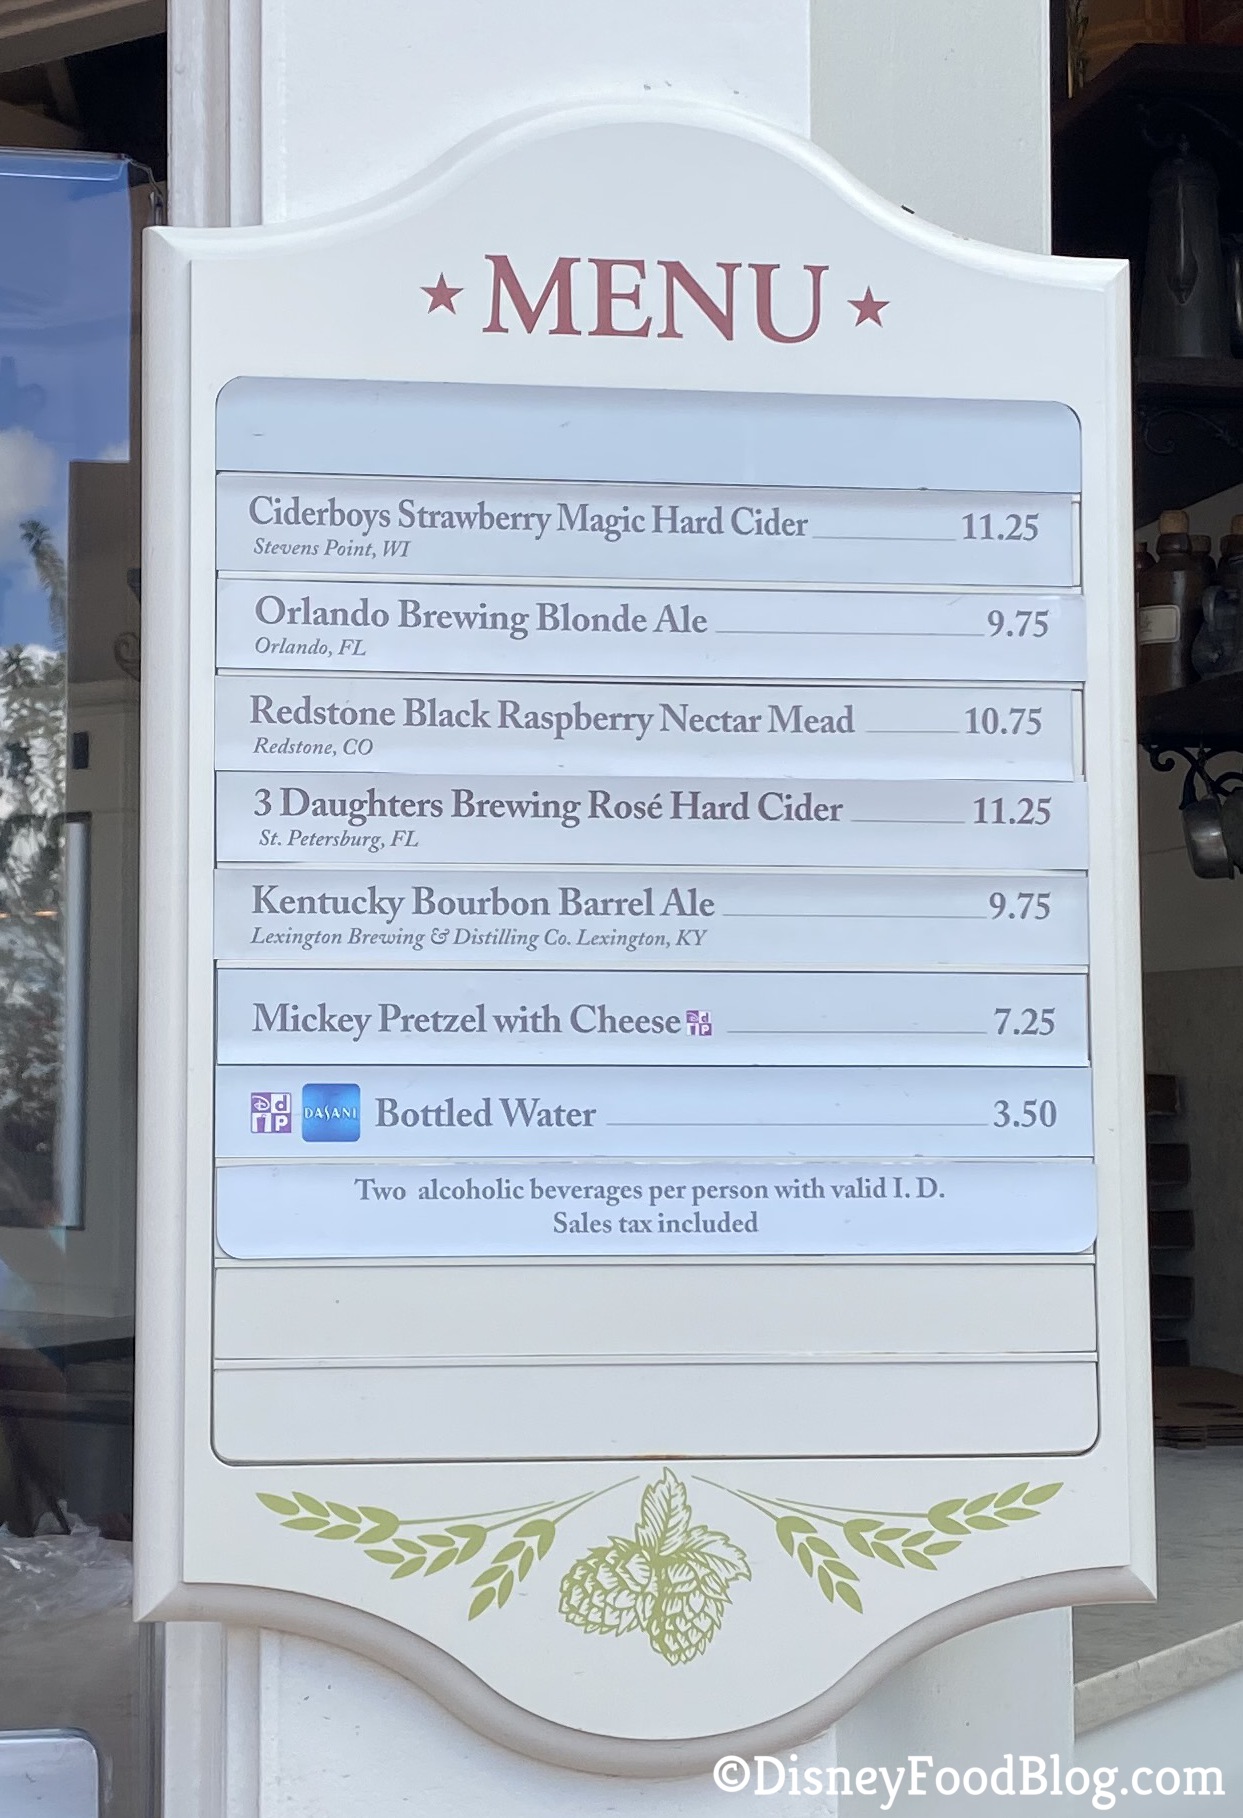 ★ MENU ★
Ciderboys Strawberry Magic Hard Cider 11.25
Stevens Point, WI
Orlando Brewing Blonde Ale 9.75
Orlando, FL
Redstone Black Raspberry Nectar Mead 10.75
Redstone, CO
3 Daughters Brewing Rosé Hard Cider 11.25
St. Petersburg, FL
Kentucky Bourbon Barrel Ale 9.75
Lexington Brewing & Distilling Co. Lexington, KY
Mickey Pretzel with Cheese DdP 7.25
DdP DASANI Bottled Water 3.50
Two alcoholic beverages per person with valid I. D.
Sales tax included
©DisneyFoodBlog.com